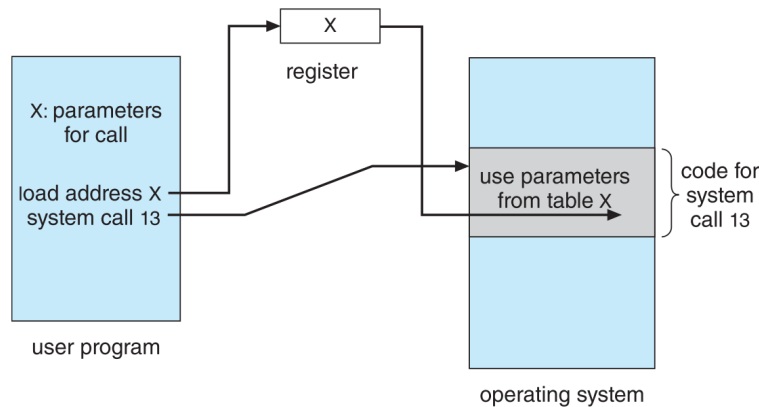 X
register
X: parameters
for call
load address X
system call 13
user program
use parameters
from table X
code for
system
call 13
operating system